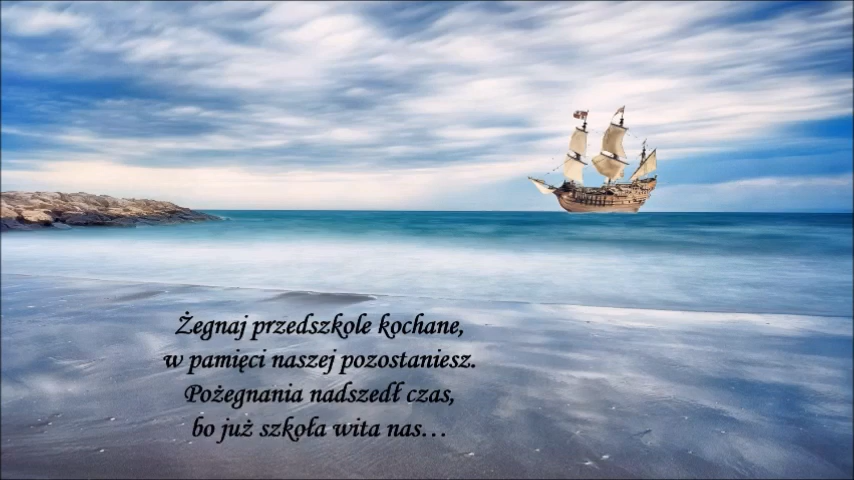 Żegnaj przedszkole kochane,
w pamięci naszej pozostaniesz.
Pożegnania nadszedł czas,
bo już szkoła wita nas…